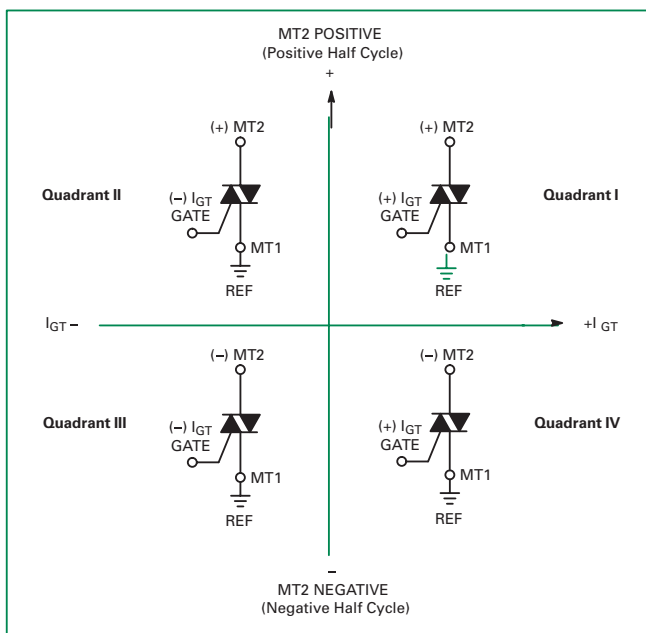 MT2 POSITIVE
(Positive Half Cycle)
+
(+) MT2
Quadrant II
(−) IGT
GATE
MT1
REF
(+) MT2
(+) IGT
GATE
Quadrant I
MT1
REF
IGT −
+I GT
(−) MT2
Quadrant III
(−) IGT
GATE
MT1
REF
(−) MT2
(+) IGT
GATE
Quadrant IV
MT1
REF
−
MT2 NEGATIVE
(Negative Half Cycle)